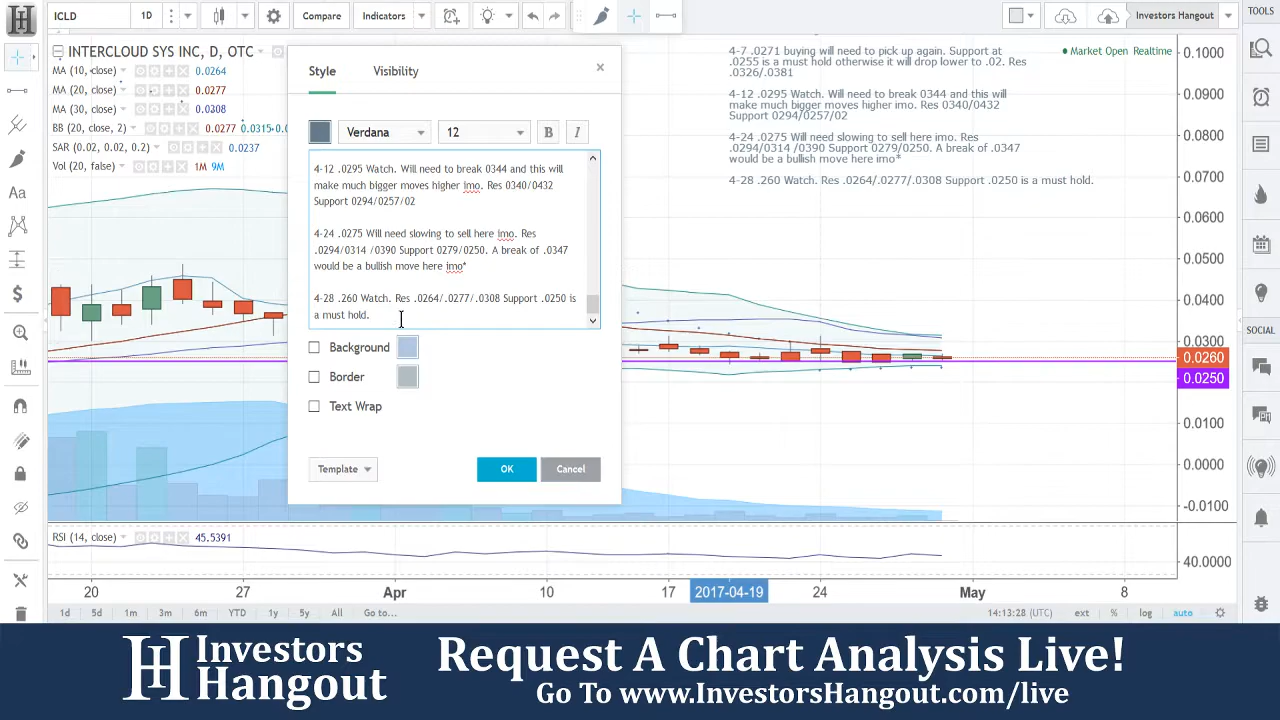 ICLD 1D Compare Indicators Investors Hangout TOOLS
INTERCLOUD SYS INC, D, OTC
MA (10, close) 0.0264
MA (20, close) 0.0277
MA (30, close) 0.0308
BB (20, close, 2) 0.0277 0.0315
SAR (0.02, 0.02, 0.2) 0.0237
Vol (20, false) 1M 9M
4-7 .0271 buying will need to pick up again. Support at
.0255 is a must hold otherwise it will drop lower to .02. Res
.0326/.0381
4-12 .0295 Watch. Will need to break 0344 and this will
make much bigger moves higher imo. Res 0340/0432
Support 0294/0257/02
4-24 .0275 Will need slowing to sell here imo. Res
.0294/0314 /0390 Support 0279/0250. A break of .0347
would be a bullish move here imo*
4-28 .260 Watch. Res .0264/.0277/.0308 Support .0250 is a must hold.
Market Open Realtime
Style Visibility ×
Verdana 12 B I
4-12 .0295 Watch. Will need to break 0344 and this will
make much bigger moves higher imo. Res 0340/0432
Support 0294/0257/02
4-24 .0275 Will need slowing to sell here imo. Res
.0294/0314 /0390 Support 0279/0250. A break of .0347
would be a bullish move here imo*
4-28 .260 Watch. Res .0264/.0277/.0308 Support .0250 is
a must hold.
Background
Border
Text Wrap
Template OK Cancel
0.1000
0.0900
0.0800
0.0700
0.0600
0.0500
0.0400
0.0300
0.0260
0.0250
0.0100
0.0000
-0.0100
SOCIAL
RSI (14, close) 45.5391
40.0000
20 27 Apr 10 17 2017-04-19 24 May 8
1d 5d 1m 3m 6m YTD 1y 5y All Go to... 14:13:28 (UTC) ext % log auto
Investors
Hangout
Request A Chart Analysis Live!
Go To www.InvestorsHangout.com/live